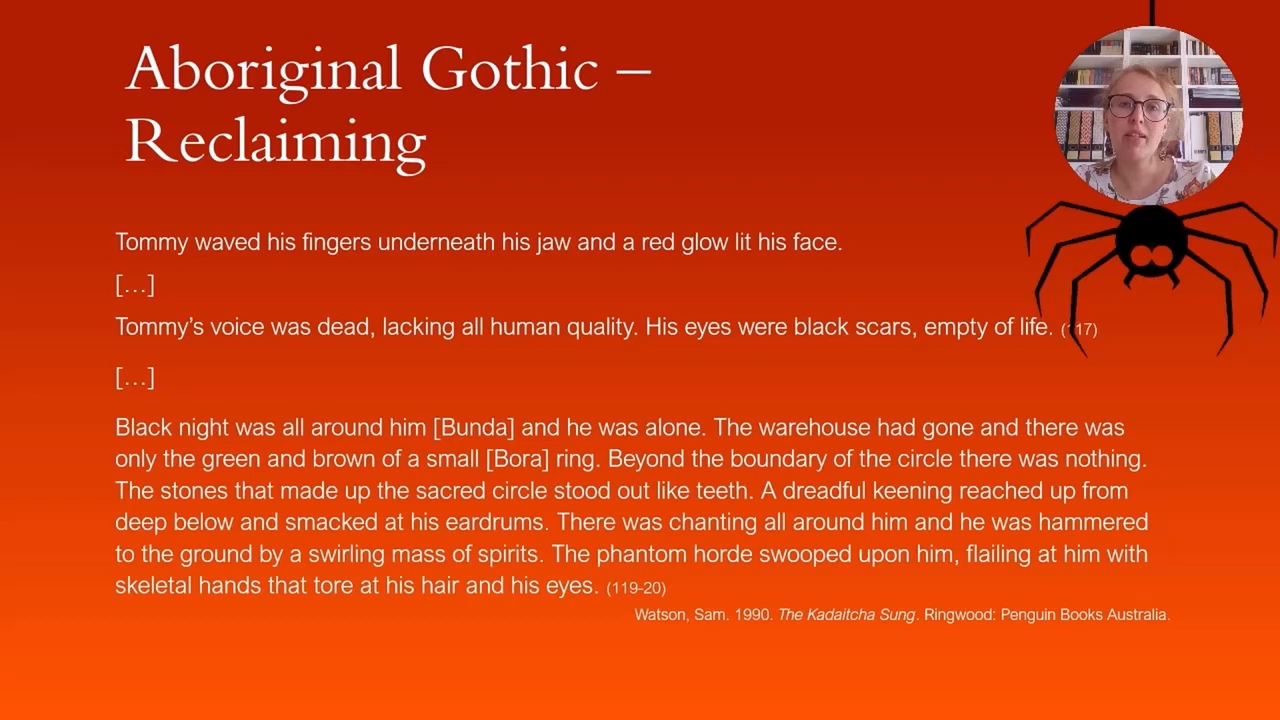 Aboriginal Gothic –
Reclaiming
Tommy waved his fingers underneath his jaw and a red glow lit his face.
[…]
Tommy’s voice was dead, lacking all human quality. His eyes were black scars, empty of life. (117)
[…]
Black night was all around him [Bunda] and he was alone. The warehouse had gone and there was
only the green and brown of a small [Bora] ring. Beyond the boundary of the circle there was nothing.
The stones that made up the sacred circle stood out like teeth. A dreadful keening reached up from
deep below and smacked at his eardrums. There was chanting all around him and he was hammered
to the ground by a swirling mass of spirits. The phantom horde swooped upon him, flailing at him with
skeletal hands that tore at his hair and his eyes. (119-20)
Watson, Sam. 1990. The Kadaitcha Sung. Ringwood: Penguin Books Australia.